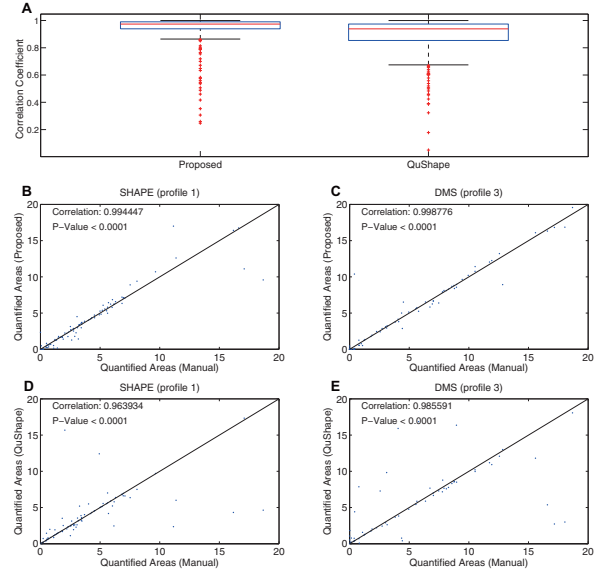 A
Correlation Coefficient
1
0.8
0.6
0.4
0.2
Proposed QuShape
B SHAPE (profile 1)
Correlation: 0.994447
P−Value < 0.0001
Quantified Areas (Proposed)
20
15
10
5
0
0 5 10 15 20
Quantified Areas (Manual)
C DMS (profile 3)
Correlation: 0.998776
P−Value < 0.0001
Quantified Areas (Proposed)
20
15
10
5
0
0 5 10 15 20
Quantified Areas (Manual)
D SHAPE (profile 1)
Correlation: 0.963934
P−Value < 0.0001
Quantified Areas (QuShape)
20
15
10
5
0
0 5 10 15 20
Quantified Areas (Manual)
E DMS (profile 3)
Correlation: 0.985591
P−Value < 0.0001
Quantified Areas (QuShape)
20
15
10
5
0
0 5 10 15 20
Quantified Areas (Manual)